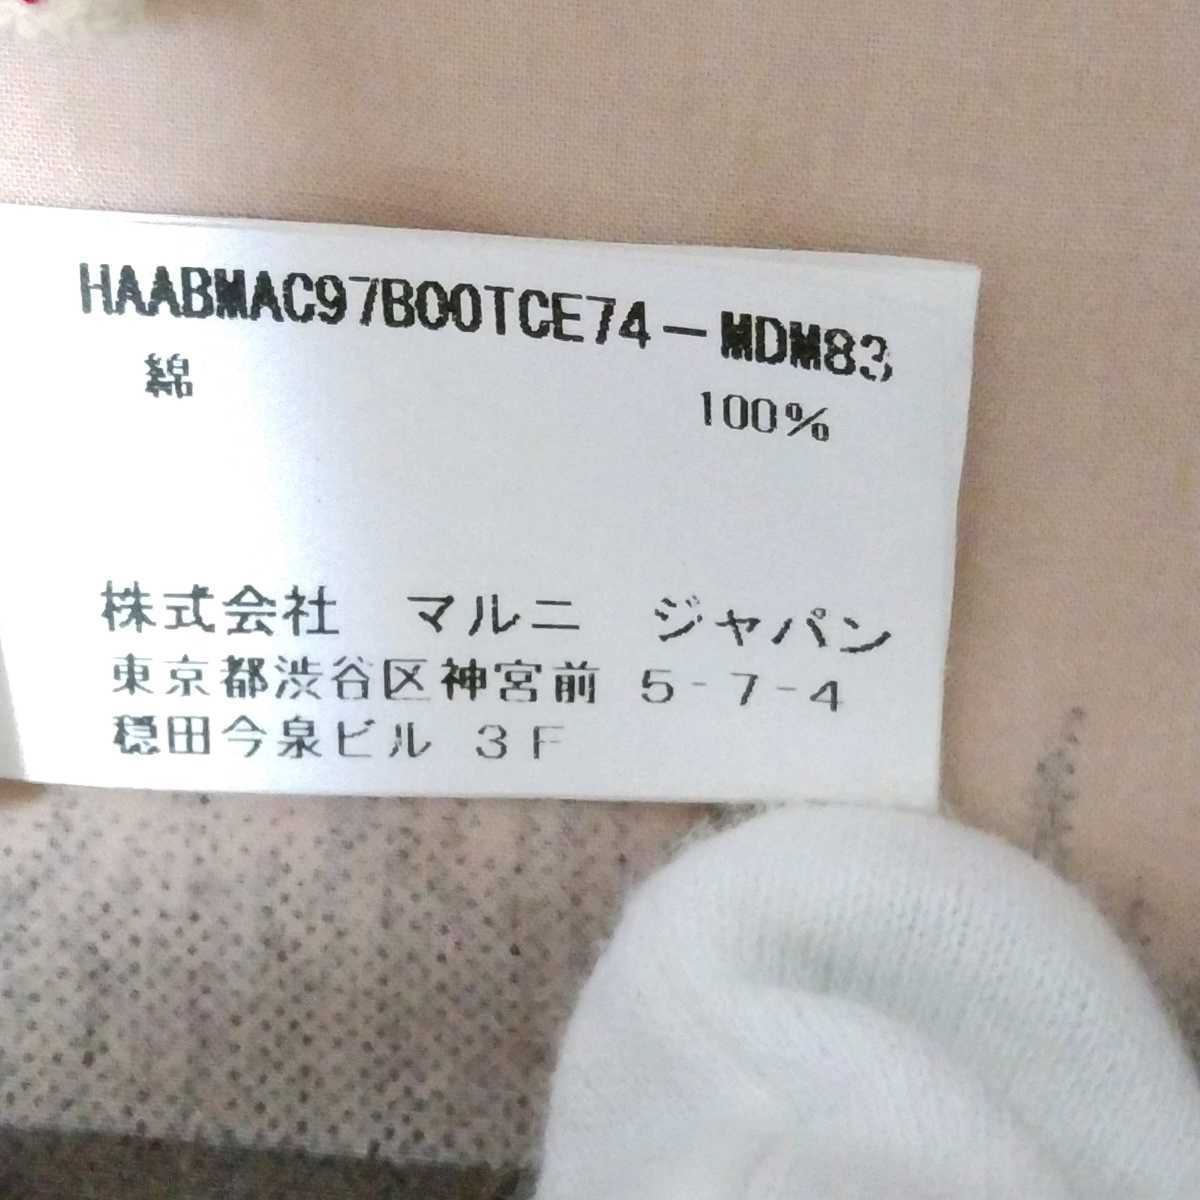 HAABMAC97B00TCE74-MDM83
綿 100%
株式会社 マルニ ジャパン
東京都渋谷区神宮前 5-7-4
穏田今泉ビル 3F